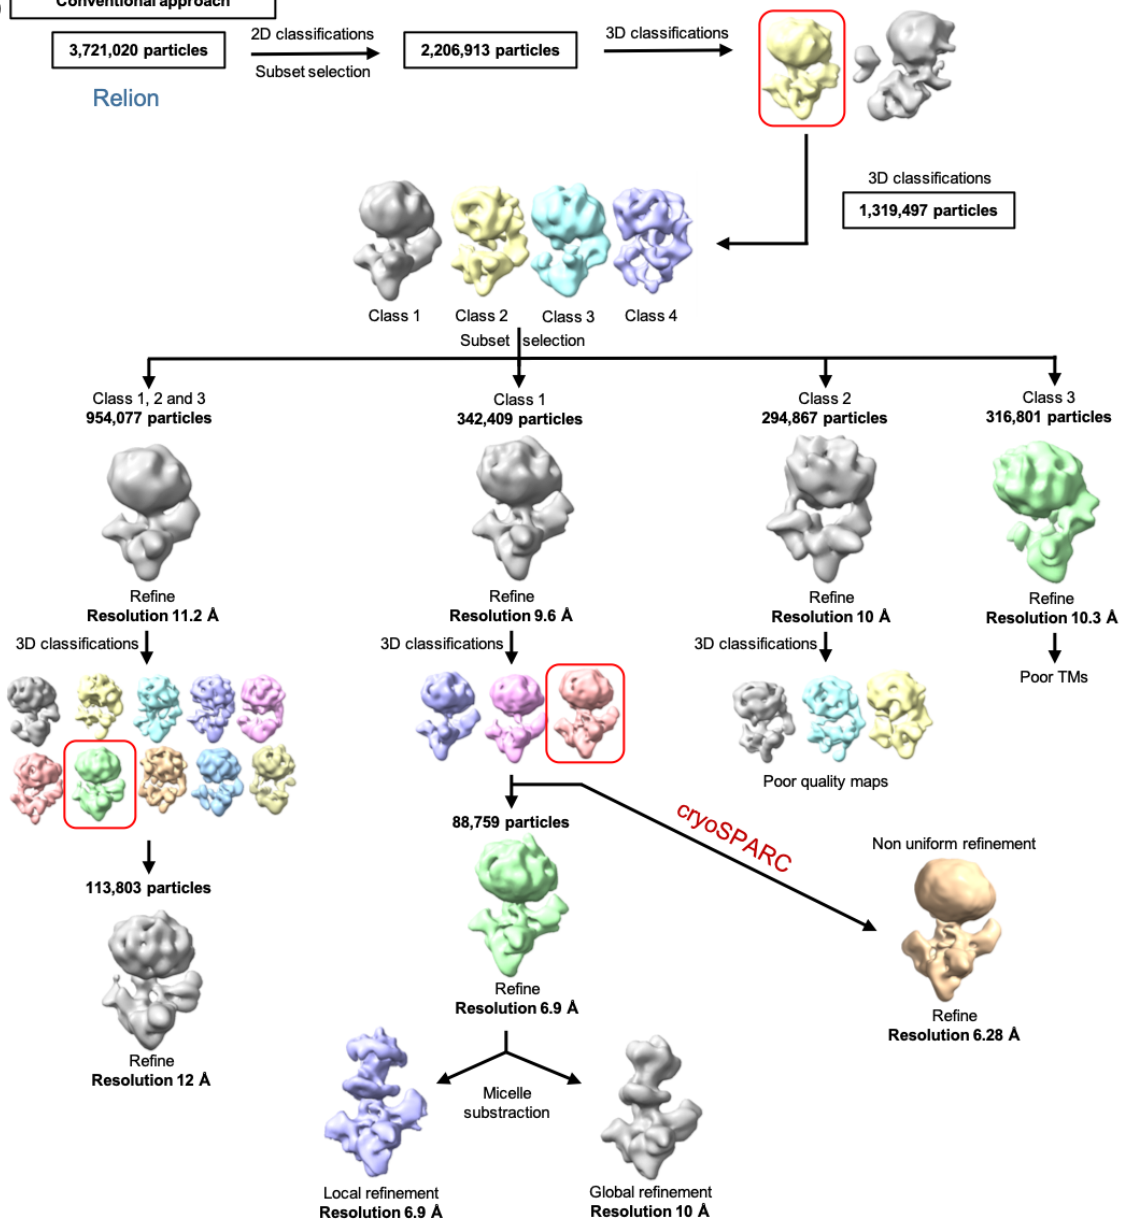 Conventional approach
3,721,020 particles
2D classifications
Subset selection
2,206,913 particles
3D classifications
Relion
3D classifications
1,319,497 particles
Class 1
Class 2
Class 3
Class 4
Subset selection
Class 1, 2 and 3
954,077 particles
Class 1
342,409 particles
Class 2
294,867 particles
Class 3
316,801 particles
Refine
Resolution 11.2 Å
Refine
Resolution 9.6 Å
Refine
Resolution 10 Å
Refine
Resolution 10.3 Å
3D classifications
3D classifications
3D classifications
Poor TMs
Poor quality maps
88,759 particles
cryoSPARC
Non uniform refinement
113,803 particles
Refine
Resolution 6.9 Å
Refine
Resolution 6.28 Å
Refine
Resolution 12 Å
Micelle
substraction
Local refinement
Resolution 6.9 Å
Global refinement
Resolution 10 Å